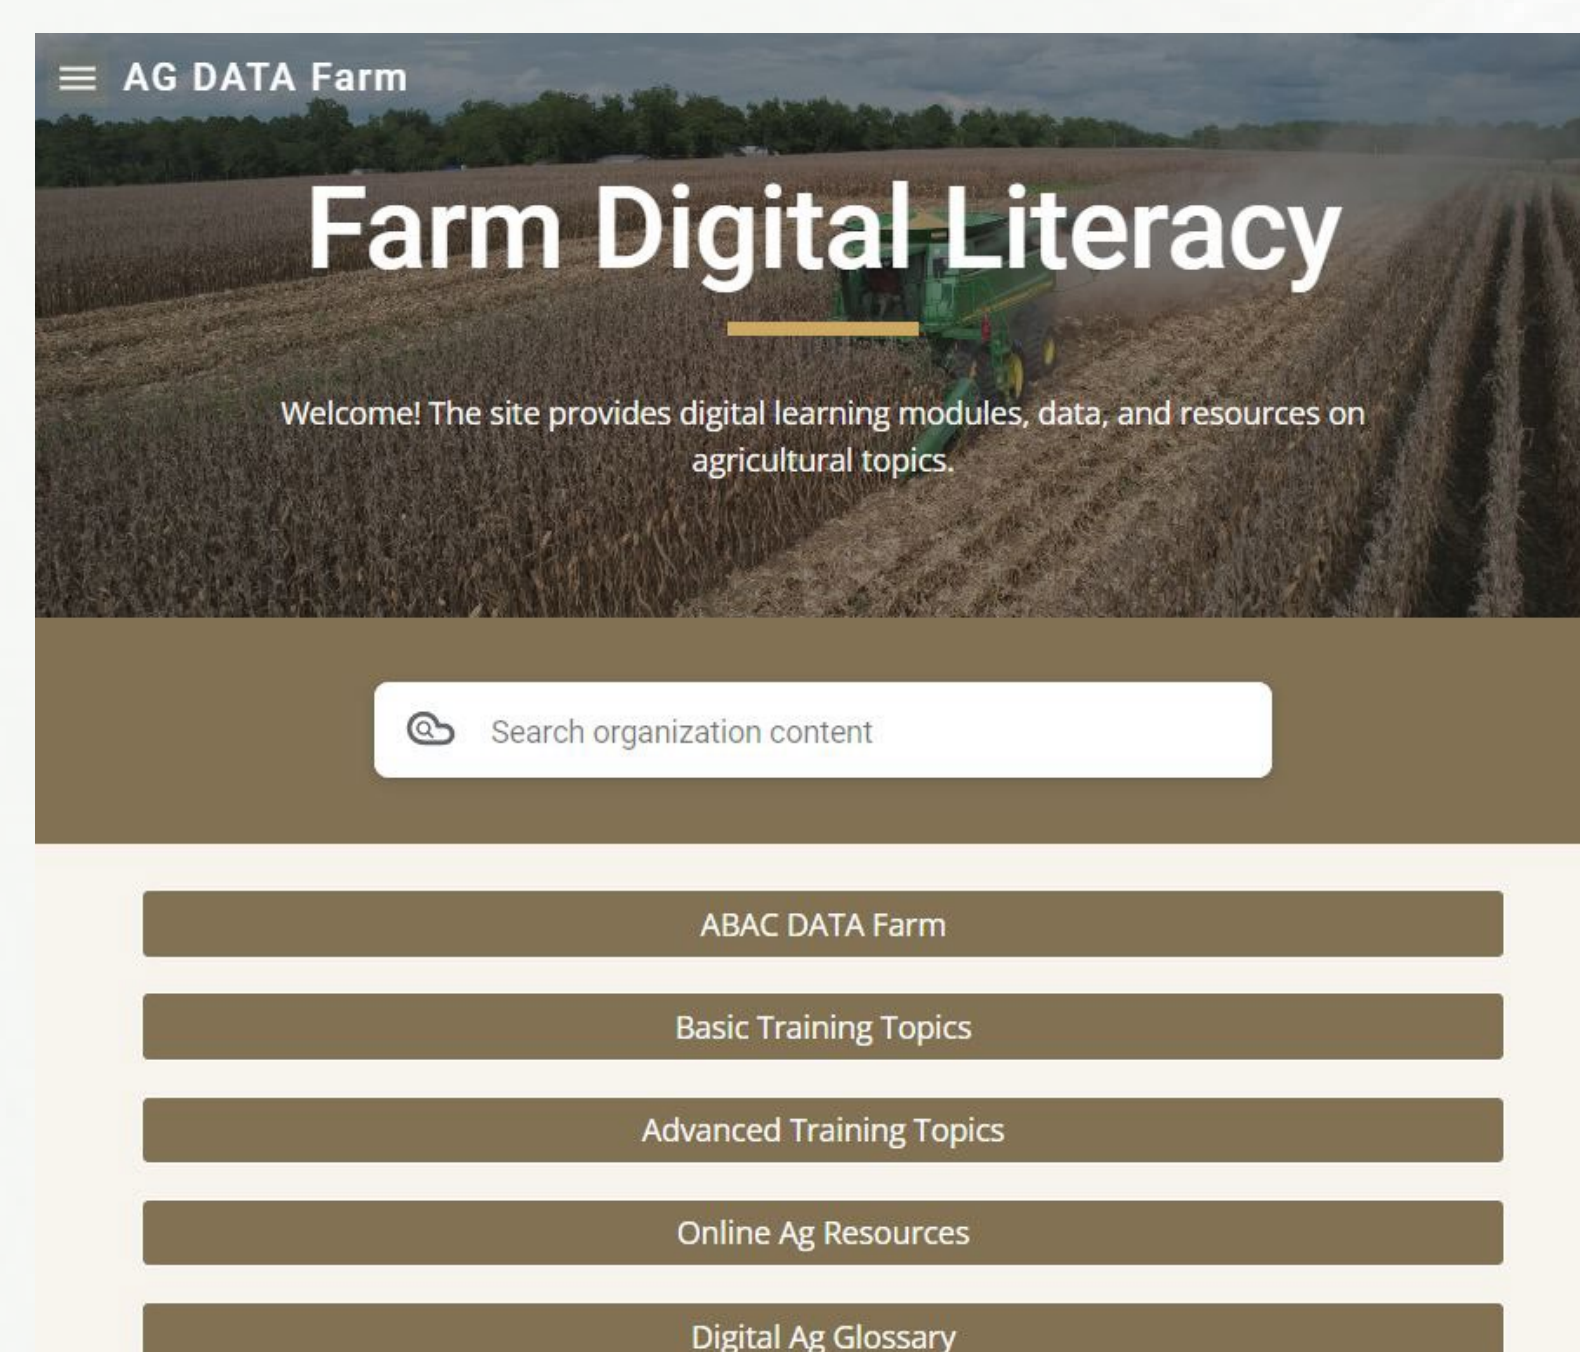 AG DATA Farm
Farm Digital Literacy
Welcome! The site provides digital learning modules, data, and resources on
agricultural topics.
Search organization content
ABAC DATA Farm
Basic Training Topics
Advanced Training Topics
Online Ag Resources
Digital Ag Glossary